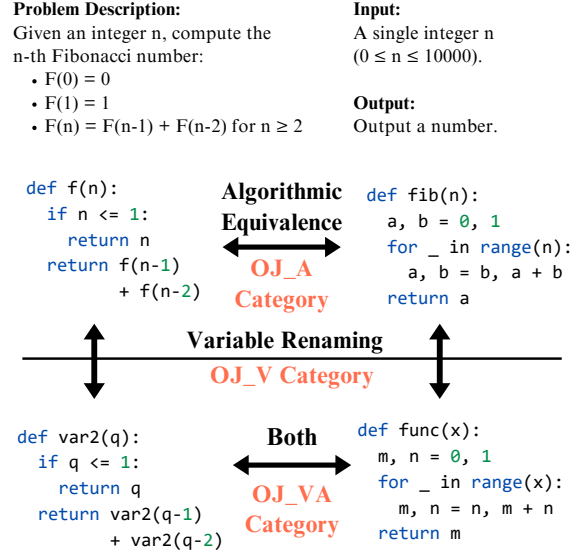 Problem Description:
Given an integer n, compute the
n-th Fibonacci number:
• F(0) = 0
• F(1) = 1
• F(n) = F(n-1) + F(n-2) for n ≥ 2
Input:
A single integer n
(0 ≤ n ≤ 10000).
Output:
Output a number.
def f(n):
  if n <= 1:
    return n
  return f(n-1)
        + f(n-2)
Algorithmic
Equivalence
OJ_A
Category
def fib(n):
  a, b = 0, 1
  for _ in range(n):
    a, b = b, a + b
  return a
Variable Renaming
OJ_V Category
def var2(q):
  if q <= 1:
    return q
  return var2(q-1)
        + var2(q-2)
Both
OJ_VA
Category
def func(x):
  m, n = 0, 1
  for _ in range(x):
    m, n = n, m + n
  return m